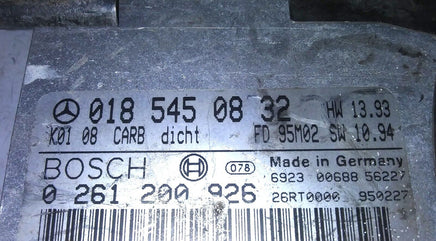 018 545 08 32 HW 13.93
K01 08 CARB dicht FD 95M02 SW 10.94
BOSCH 078 Made in Germany
6923 00688 56227
0 261 200 926 26RT0000 950227